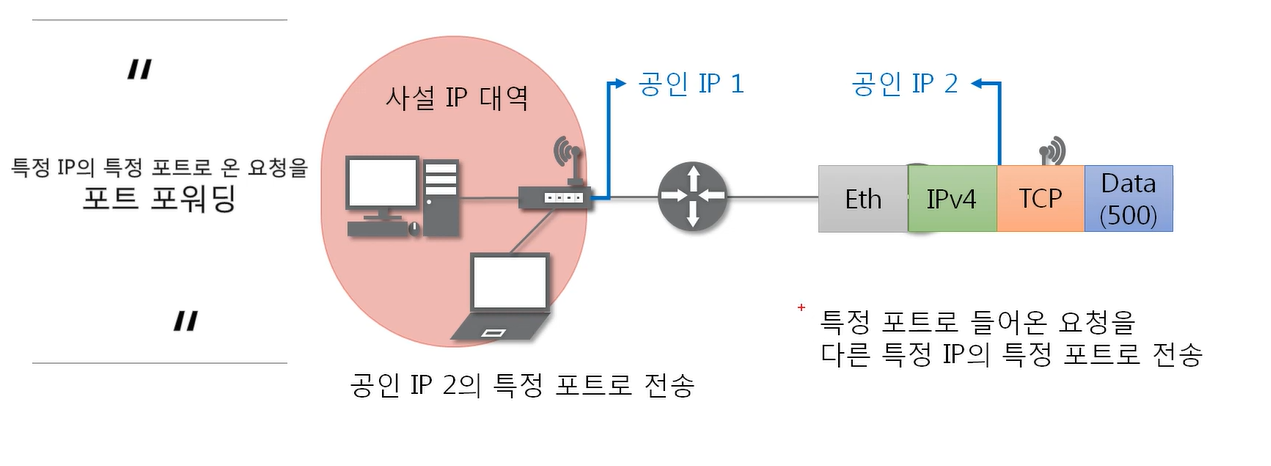 "
특정 IP의 특정 포트로 온 요청을
포트 포워딩
"
사설 IP 대역
공인 IP 1
공인 IP 2
Eth
IPv4
TCP
Data
(500)
공인 IP 2의 특정 포트로 전송
+
특정 포트로 들어온 요청을
다른 특정 IP의 특정 포트로 전송